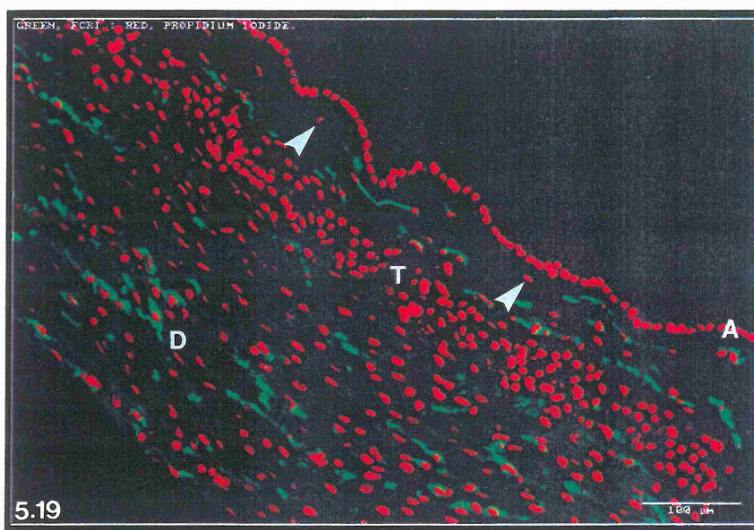 GREEN, FCRI : RED, PROPIDIUM IODIDE.
T
A
D
5.19
100 µM